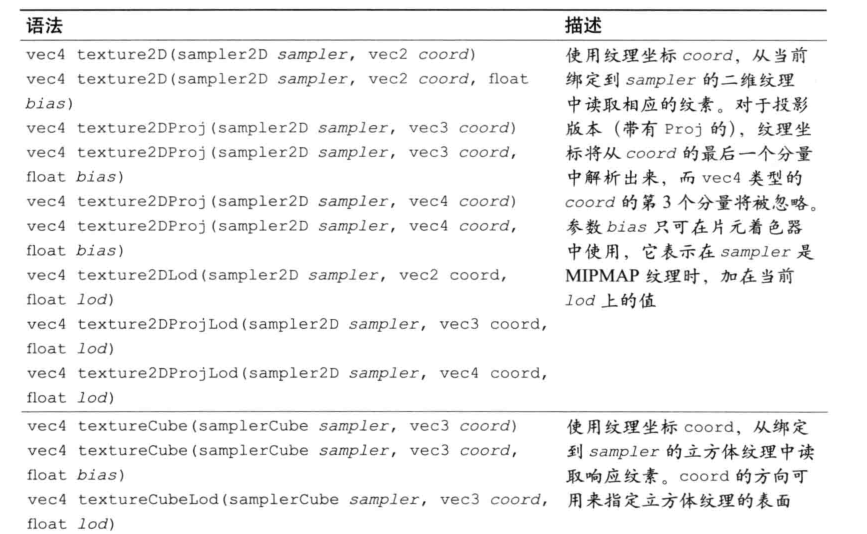 语法 描述
vec4 texture2D(sampler2D sampler, vec2 coord)
vec4 texture2D(sampler2D sampler, vec2 coord, float
bias)
vec4 texture2DProj(sampler2D sampler, vec3 coord)
vec4 texture2DProj(sampler2D sampler, vec3 coord,
float bias)
vec4 texture2DProj(sampler2D sampler, vec4 coord)
vec4 texture2DProj(sampler2D sampler, vec4 coord,
float bias)
vec4 texture2DLod(sampler2D sampler, vec2 coord,
float lod)
vec4 texture2DProjLod(sampler2D sampler, vec3 coord,
float lod)
vec4 texture2DProjLod(sampler2D sampler, vec4 coord,
float lod)
使用纹理坐标 coord，从当前
绑定到 sampler 的二维纹理
中读取相应的纹素。对于投影
版本（带有 Proj 的），纹理坐
标将从 coord 的最后一个分量
中解析出来，而 vec4 类型的
coord 的第 3 个分量将被忽略。
参数 bias 只可在片元着色器
中使用，它表示在 sampler 是
MIPMAP 纹理时，加在当前
lod 上的值
vec4 textureCube(samplerCube sampler, vec3 coord)
vec4 textureCube(samplerCube sampler, vec3 coord,
float bias)
vec4 textureCubeLod(samplerCube sampler, vec3 coord,
float lod)
使用纹理坐标 coord，从绑定
到 sampler 的立方体纹理中读
取响应纹素。coord 的方向可
用来指定立方体纹理的表面